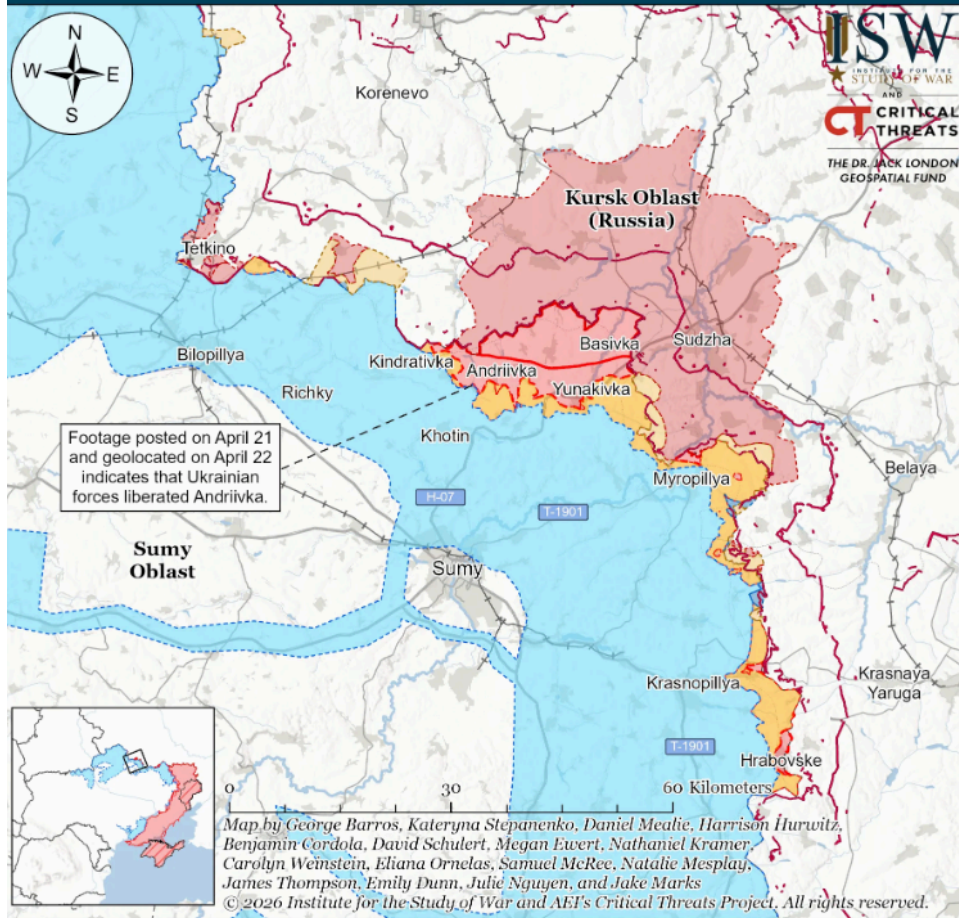 N
W
E
S
ISW
INSTITUTE FOR THE
STUDY OF WAR
AND
CT CRITICAL
THREATS
THE DR. JACK LONDON
GEOSPATIAL FUND
Korenevo
Kursk Oblast
(Russia)
Tetkino
Bilopillya
Richky
Kindrativka
Andriivka
Basivka
Sudzha
Yunakivka
Khotin
Footage posted on April 21
and geolocated on April 22
indicates that Ukrainian
forces liberated Andriivka.
Myropillya
Belaya
H-07
T-1901
Sumy
Oblast
Sumy
Krasnopillya
Krasnaya
Yaruga
T-1901
Hrabovske
0
30
60 Kilometers
Map by George Barros, Kateryna Stepanenko, Daniel Mealie, Harrison Hurwitz,
Benjamin Cordola, David Schulert, Megan Ewert, Nathaniel Kramer,
Carolyn Weinstein, Eliana Ornelas, Samuel McRee, Natalie Mesplay,
James Thompson, Emily Dunn, Julie Nguyen, and Jake Marks
© 2026 Institute for the Study of War and AEI's Critical Threats Project. All rights reserved.